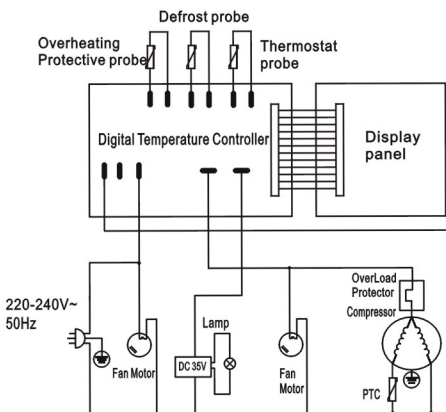 Defrost probe
Overheating
Protective probe
Thermostat
probe
Digital Temperature Controller
Display
panel
220-240V~
50Hz
Fan Motor
DC 35V
Lamp
Fan
Motor
OverLoad
Protector
Compressor
PTC